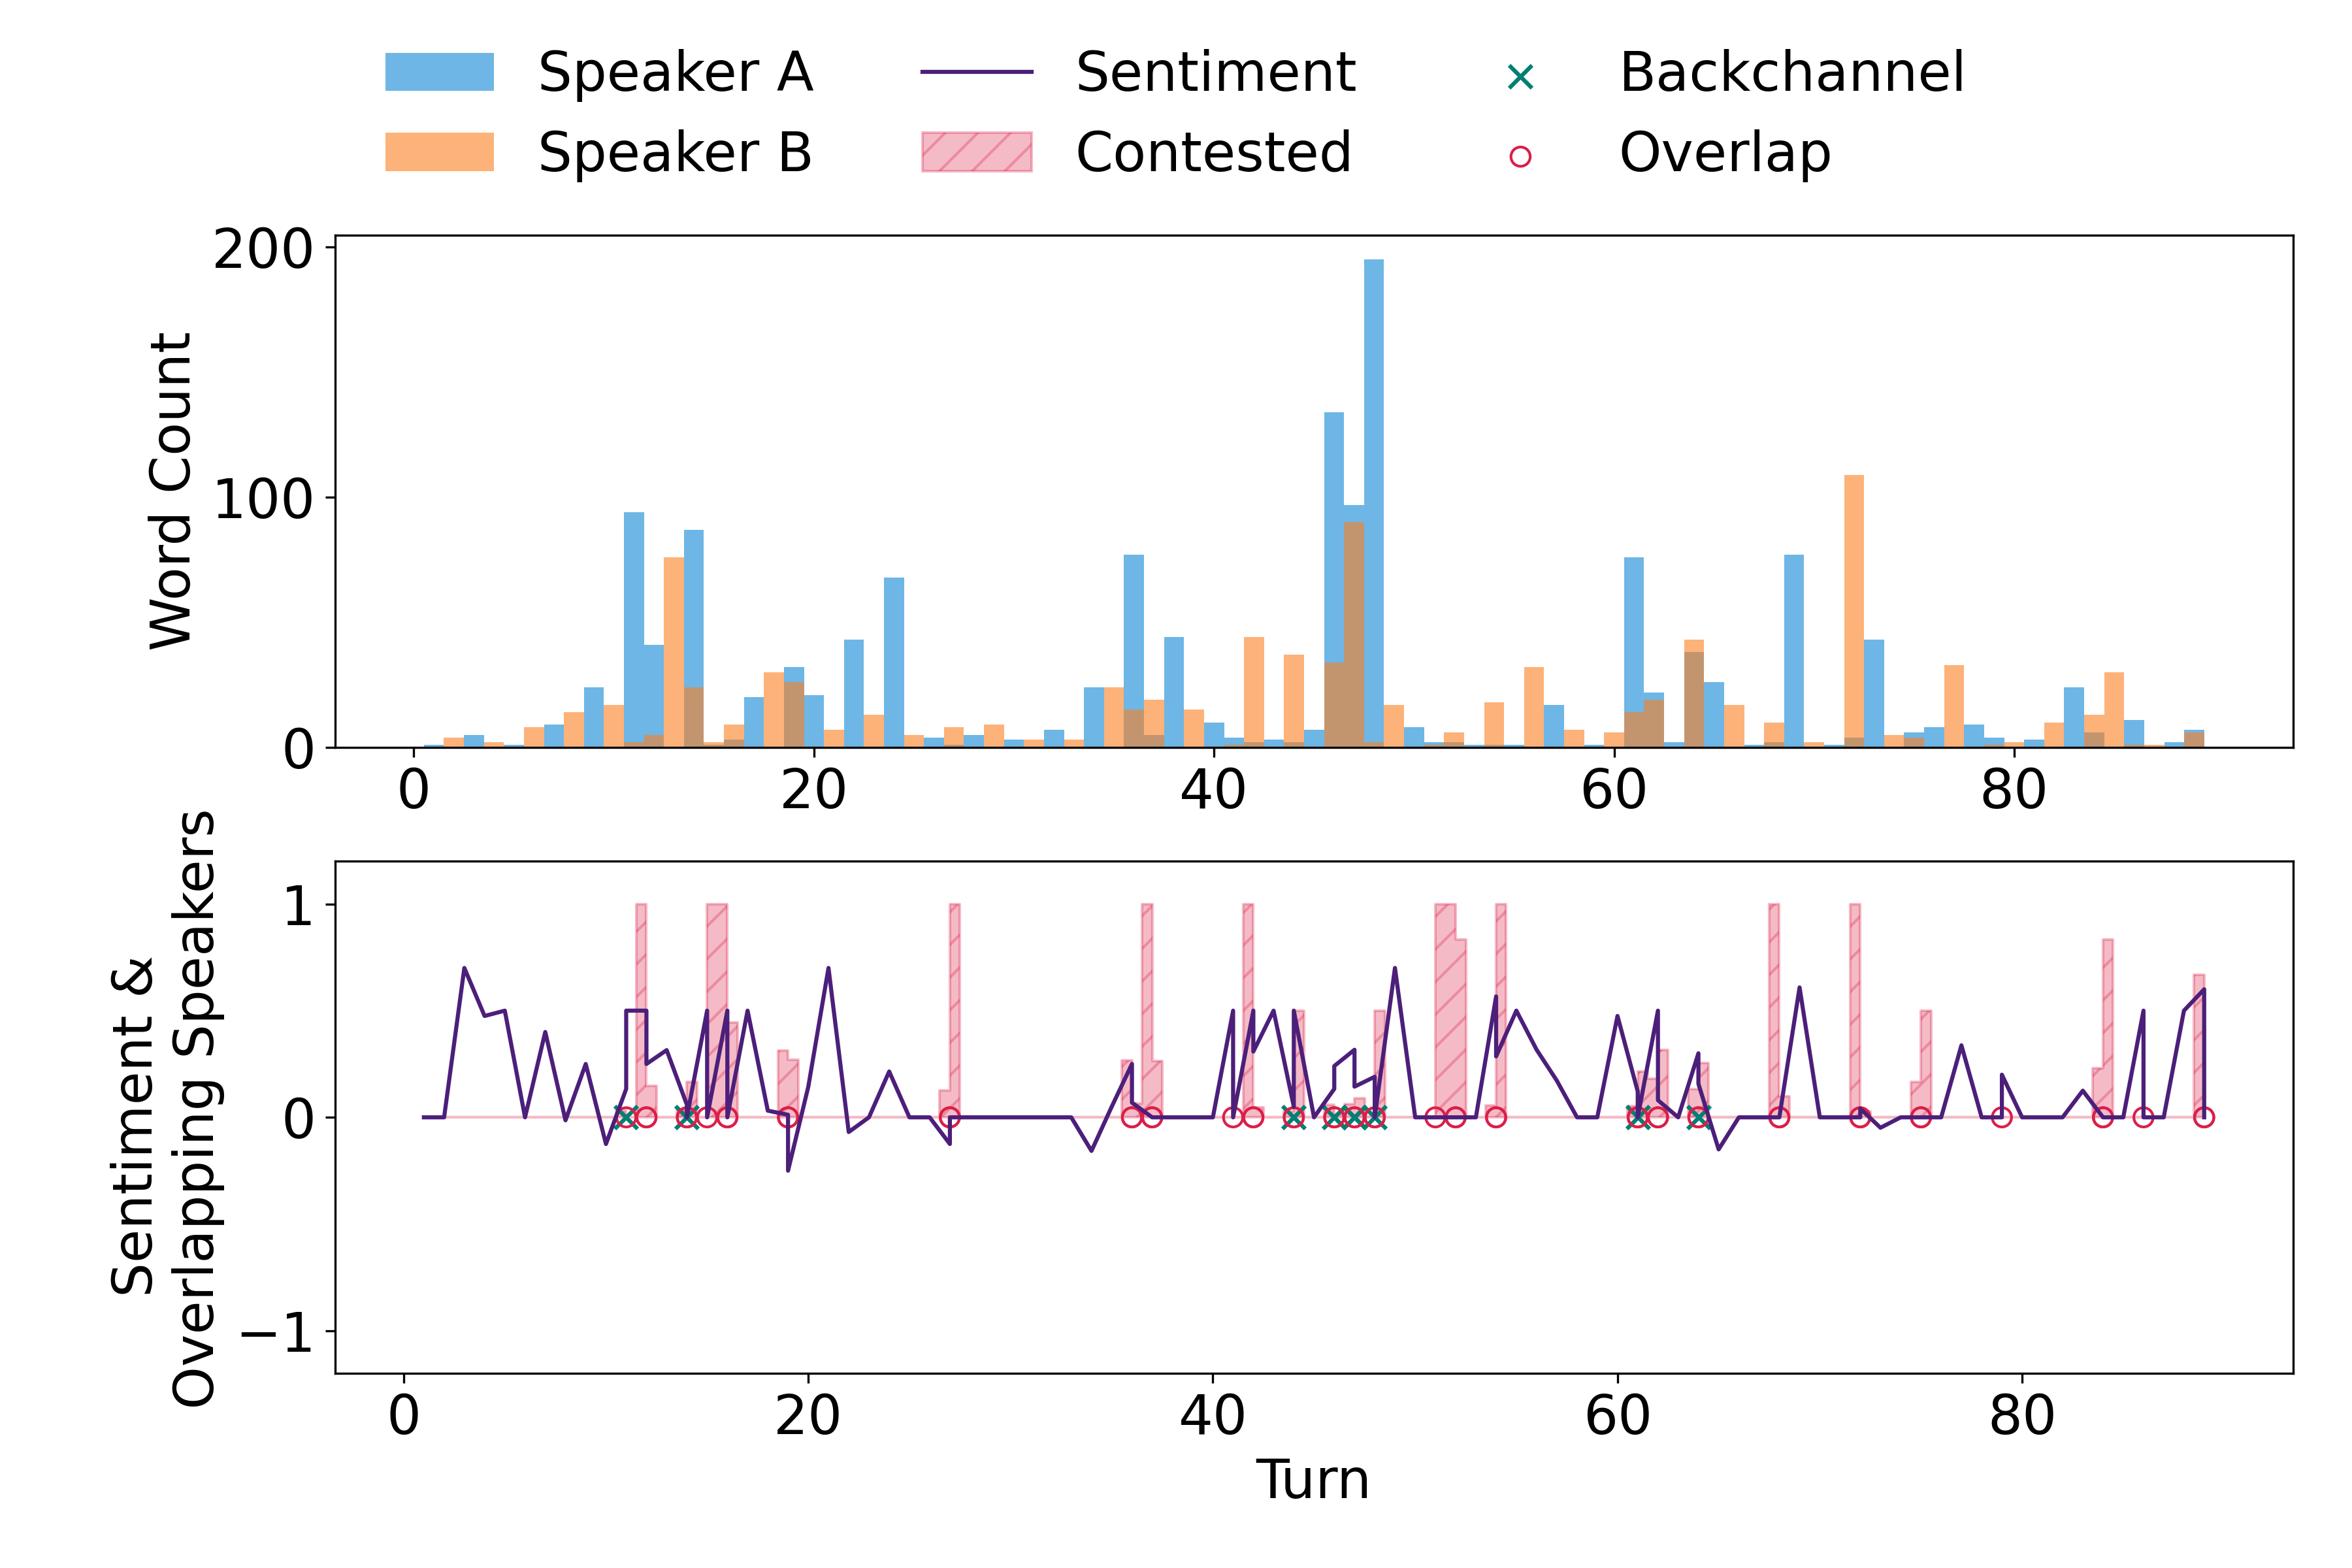 Speaker A
Sentiment
Backchannel
Speaker B
Contested
Overlap
200
100
0
Word Count
0 20 40 60 80
1
0
−1
Sentiment &
Overlapping Speakers
0 20 40 60 80
Turn